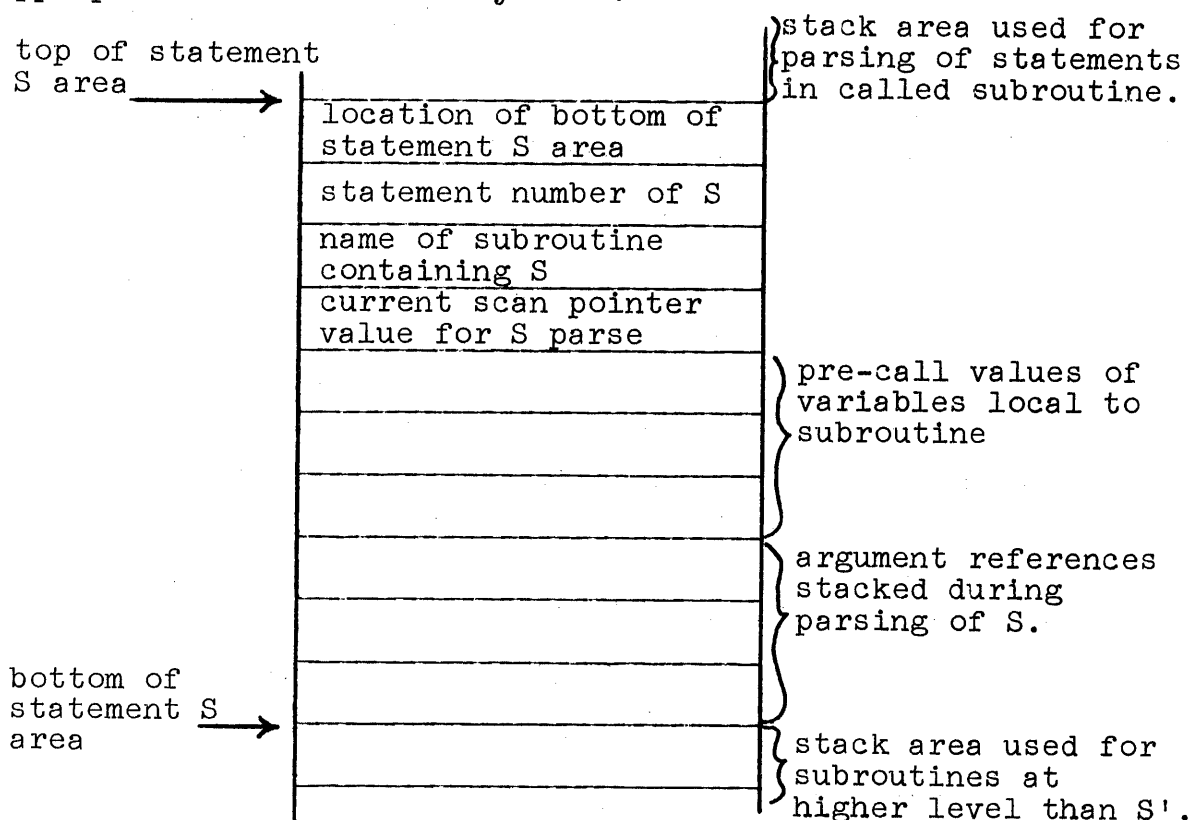 top of statement
S area
stack area used for
parsing of statements
in called subroutine.
location of bottom of
statement S area
statement number of S
name of subroutine
containing S
current scan pointer
value for S parse
pre-call values of
variables local to
subroutine
argument references
stacked during
parsing of S.
bottom of
statement S
area
stack area used for
subroutines at
higher level than S'.